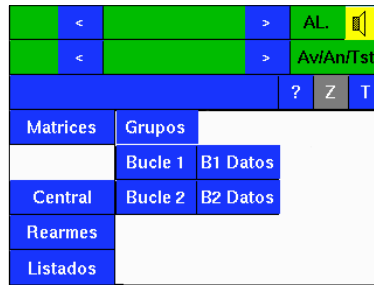 < > AL.
< > Av/An/Tst
? Z T
Matrices Grupos
Bucle 1 B1 Datos
Central Bucle 2 B2 Datos
Rearmes
Listados